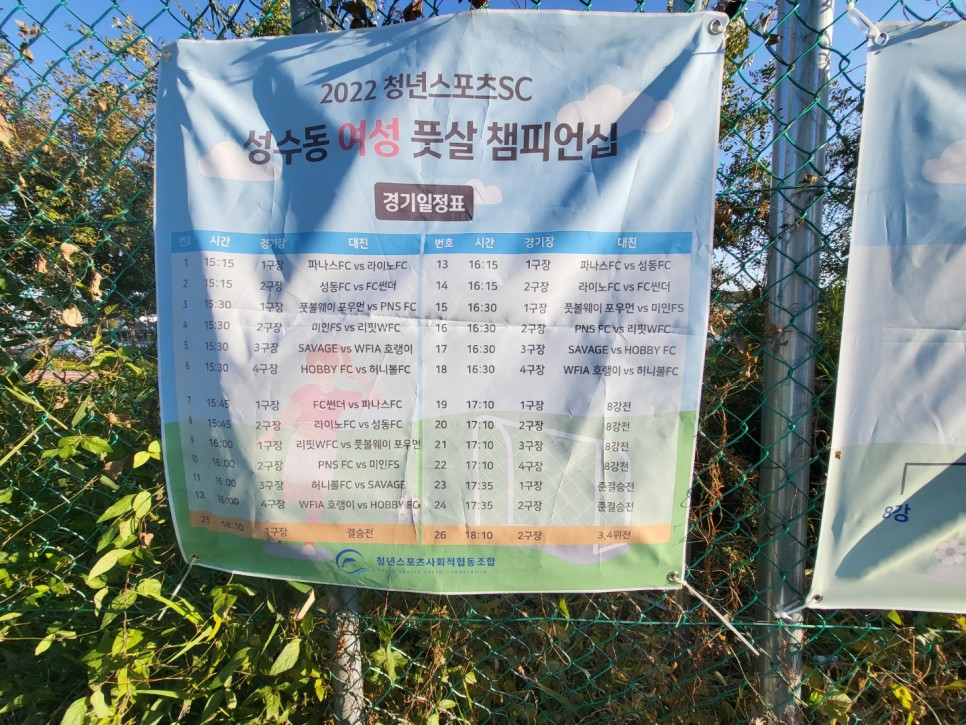 2022 청년스포츠SC
성수동 여성 풋살 챔피언십
경기일정표
번호 시간 경기장 대진
1 15:15 1구장 파나스FC vs 라이노FC
2 15:15 2구장 성동FC vs FC썬더
3 15:30 1구장 풋볼웨이 포우먼 vs PNS FC
4 15:30 2구장 미인FS vs 리핏WFC
5 15:30 3구장 SAVAGE vs WFIA 호랭이
6 15:30 4구장 HOBBY FC vs 허니볼FC
7 15:45 1구장 FC썬더 vs 파나스FC
8 15:45 2구장 라이노FC vs 성동FC
9 16:00 1구장 리핏WFC vs 풋볼웨이 포우먼
10 16:00 2구장 PNS FC vs 미인FS
11 16:00 3구장 허니볼FC vs SAVAGE
12 16:00 4구장 WFIA 호랭이 vs HOBBY FC
25 18:10 1구장 결승전
번호 시간 경기장 대진
13 16:15 1구장 파나스FC vs 성동FC
14 16:15 2구장 라이노FC vs FC썬더
15 16:30 1구장 풋볼웨이 포우먼 vs 미인FS
16 16:30 2구장 PNS FC vs 리핏WFC
17 16:30 3구장 SAVAGE vs HOBBY FC
18 16:30 4구장 WFIA 호랭이 vs 허니볼FC
19 17:10 1구장 8강전
20 17:10 2구장 8강전
21 17:10 3구장 8강전
22 17:10 4구장 8강전
23 17:35 1구장 준결승전
24 17:35 2구장 준결승전
26 18:10 2구장 3,4위전
청년스포츠사회적협동조합
8강